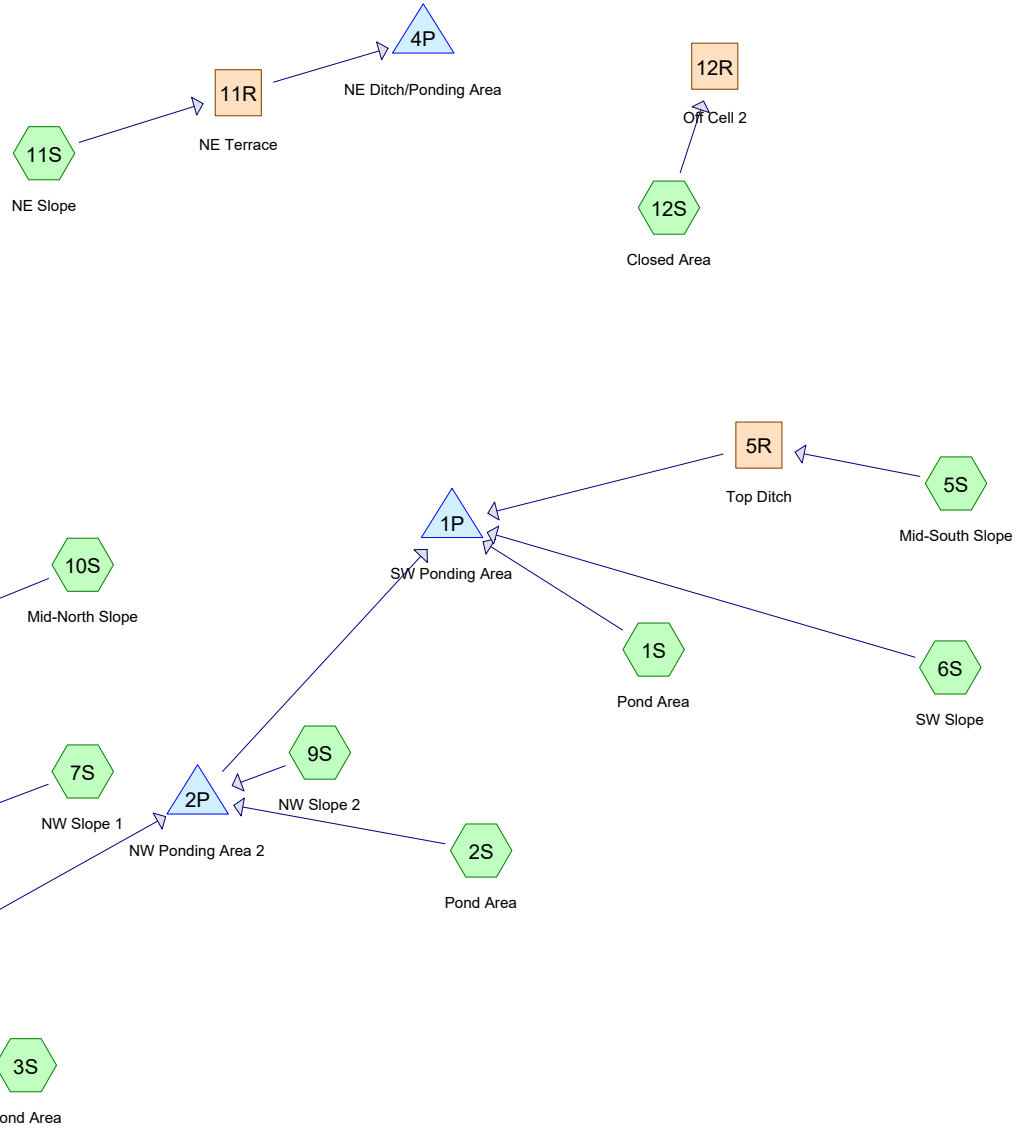 4P
NE Ditch/Ponding Area
12R
Off Cell 2
11R
NE Terrace
11S
NE Slope
12S
Closed Area
5R
Top Ditch
5S
Mid-South Slope
1P
SW Ponding Area
10S
Mid-North Slope
1S
Pond Area
6S
SW Slope
9S
NW Slope 2
7S
NW Slope 1
2P
NW Ponding Area 2
2S
Pond Area
3S
ond Area